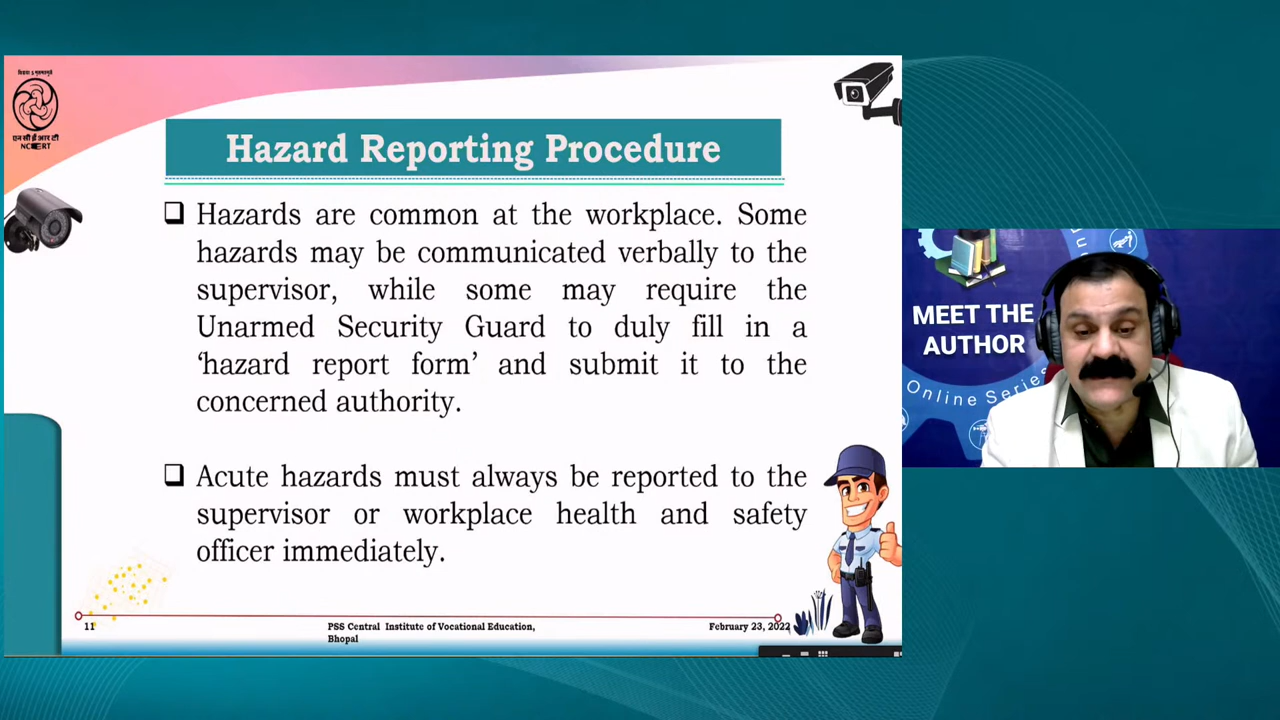 एन सी ई आर टी
NCERT
Hazard Reporting Procedure
❑ Hazards are common at the workplace. Some
hazards may be communicated verbally to the
supervisor, while some may require the
Unarmed Security Guard to duly fill in a
‘hazard report form’ and submit it to the
concerned authority.
❑ Acute hazards must always be reported to the
supervisor or workplace health and safety
officer immediately.
11
PSS Central Institute of Vocational Education,
Bhopal
February 23, 2022
MEET THE
AUTHOR
Online Series